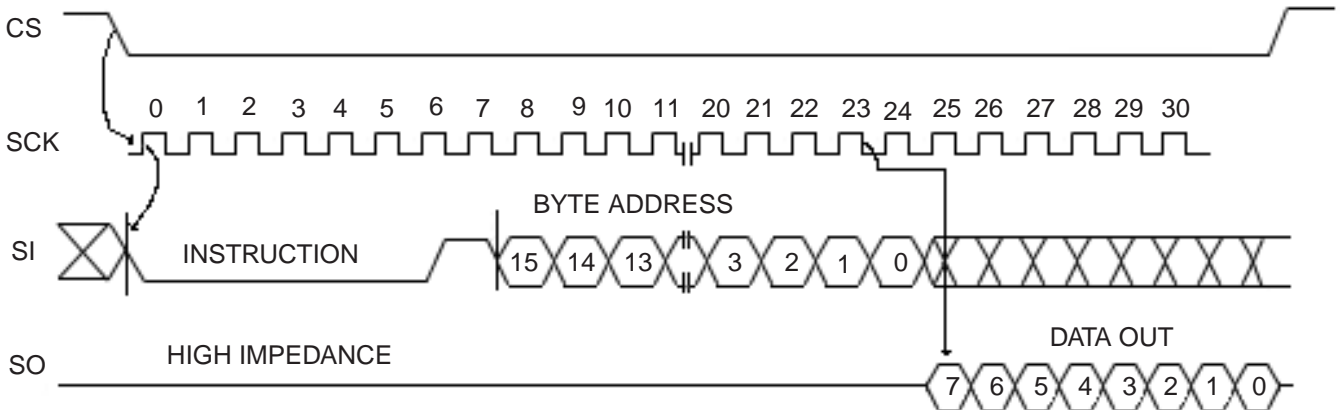 CS
0 1 2 3 4 5 6 7 8 9 10 11 20 21 22 23 24 25 26 27 28 29 30
SCK
BYTE ADDRESS
SI INSTRUCTION 15 14 13 3 2 1 0
DATA OUT
HIGH IMPEDANCE
SO 7 6 5 4 3 2 1 0